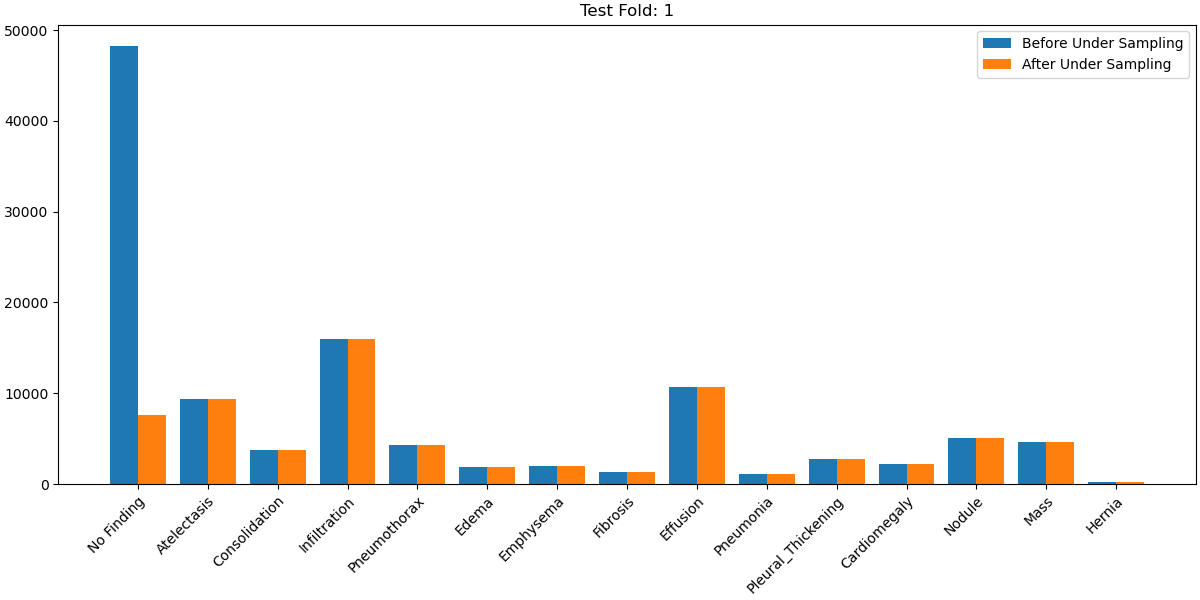 Test Fold: 1
Before Under Sampling
After Under Sampling
50000
40000
30000
20000
10000
0
No Finding
Atelectasis
Consolidation
Infiltration
Pneumothorax
Edema
Emphysema
Fibrosis
Effusion
Pneumonia
Pleural_Thickening
Cardiomegaly
Nodule
Mass
Hernia